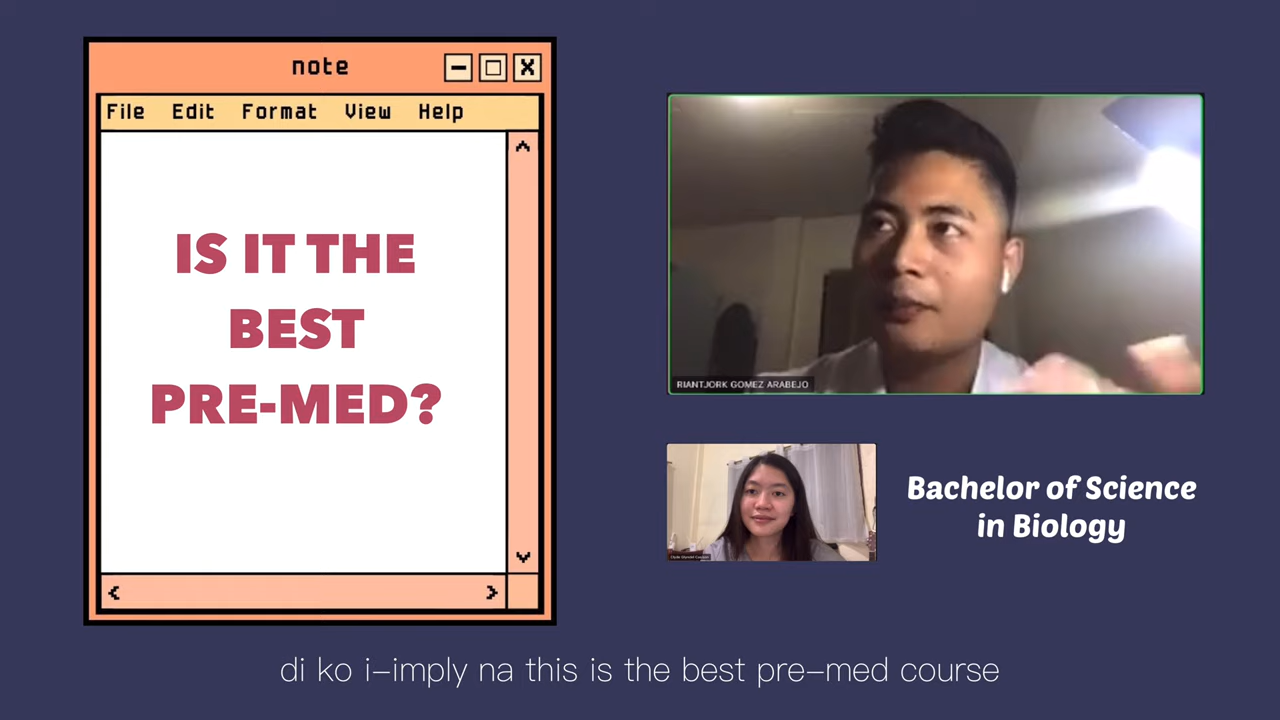 note
File Edit Format View Help
IS IT THE
BEST
PRE-MED?
RIANTJORK GOMEZ ARABEJO
Bachelor of Science
in Biology
di ko i-imply na this is the best pre-med course